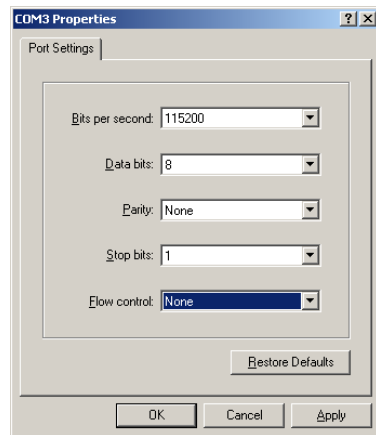 COM3 Properties
Port Settings
Bits per second: 115200
Data bits: 8
Parity: None
Stop bits: 1
Flow control: None
Restore Defaults
OK Cancel Apply